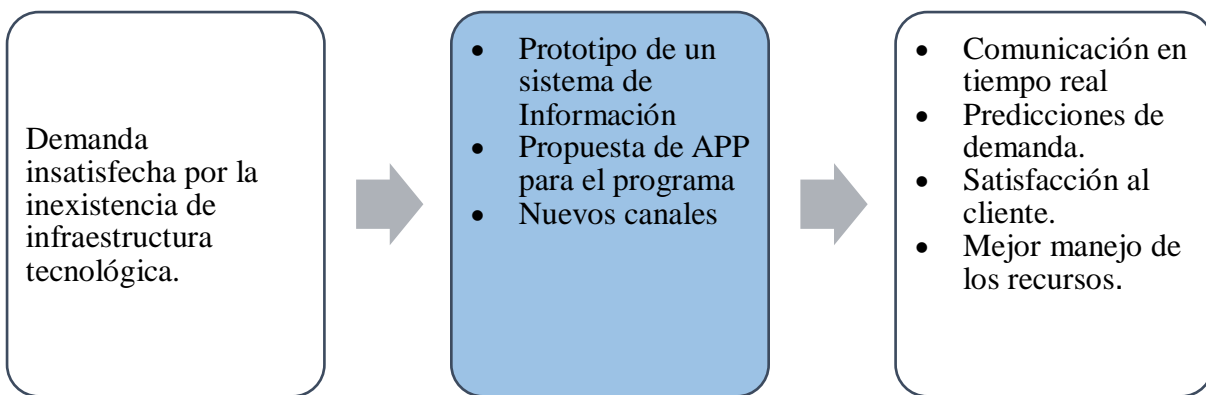 Demanda
insatisfecha por la
inexistencia de
infraestructura
tecnológica.
• Prototipo de un
sistema de
Información
• Propuesta de APP
para el programa
• Nuevos canales
• Comunicación en
tiempo real
• Predicciones de
demanda.
• Satisfacción al
cliente.
• Mejor manejo de
los recursos.